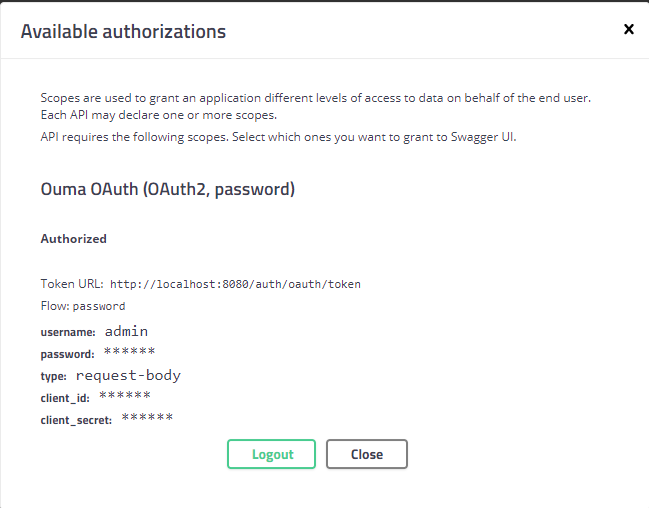 Available authorizations
Scopes are used to grant an application different levels of access to data on behalf of the end user.
Each API may declare one or more scopes.
API requires the following scopes. Select which ones you want to grant to Swagger UI.
Ouma OAuth (OAuth2, password)
Authorized
Token URL: http://localhost:8080/auth/oauth/token
Flow: password
username: admin
password: ******
type: request-body
client_id: ******
client_secret: ******
Logout Close